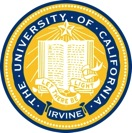 THE · UNIVERSITY · OF · CALIFORNIA
IRVINE